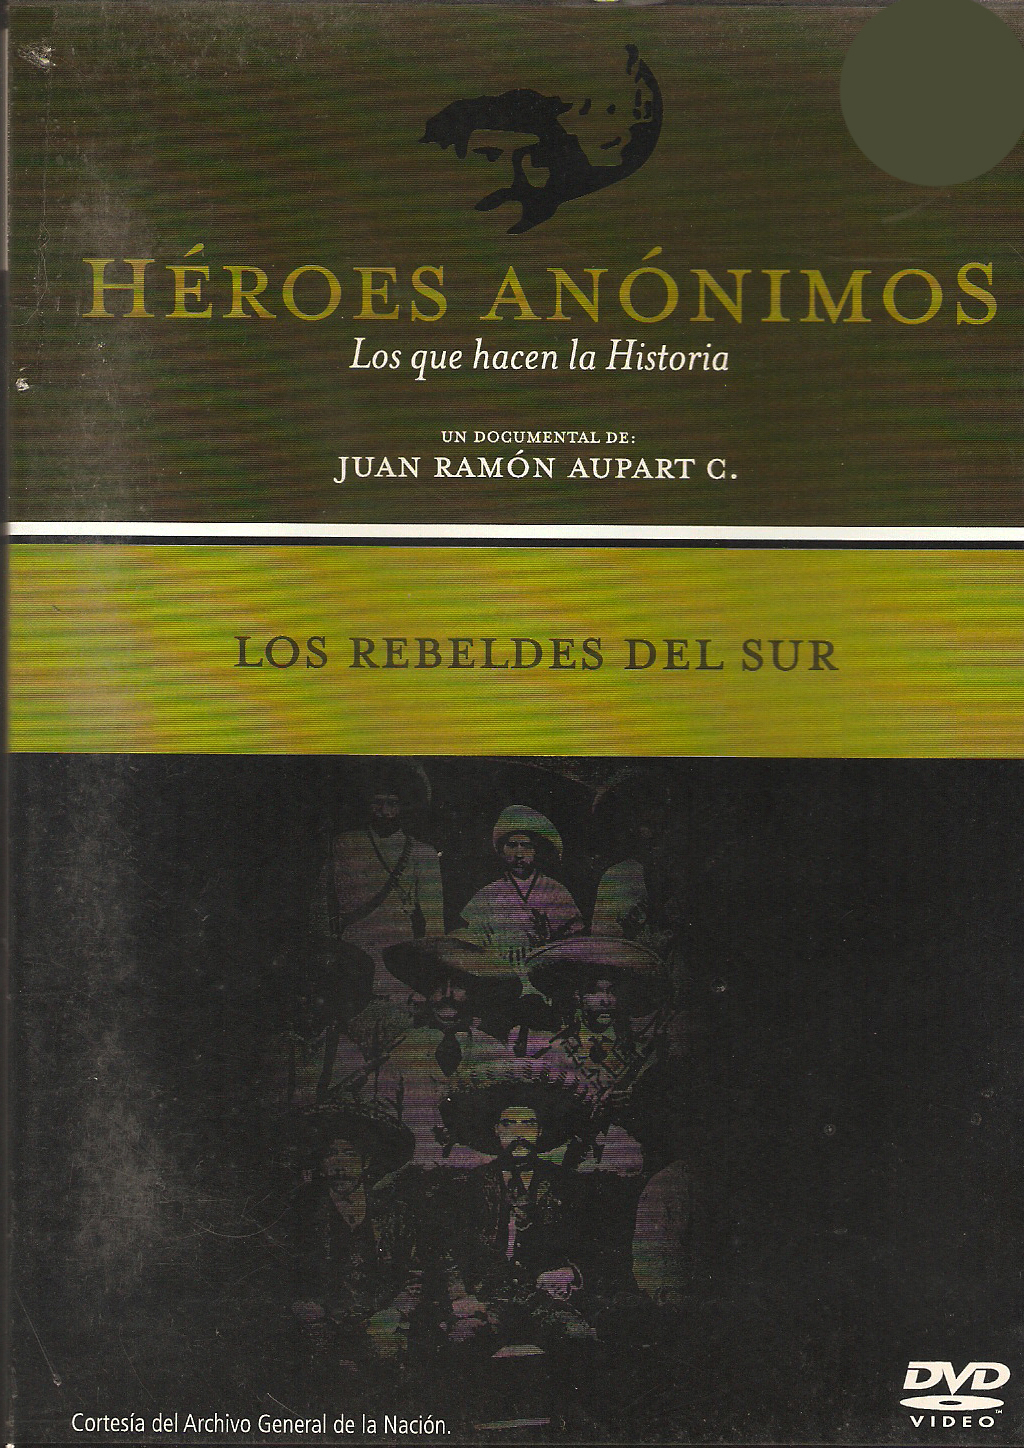 HÉROES ANÓNIMOS
Los que hacen la Historia
UN DOCUMENTAL DE:
JUAN RAMÓN AUPART C.
LOS REBELDES DEL SUR
DVD
VIDEO™
Cortesía del Archivo General de la Nación.